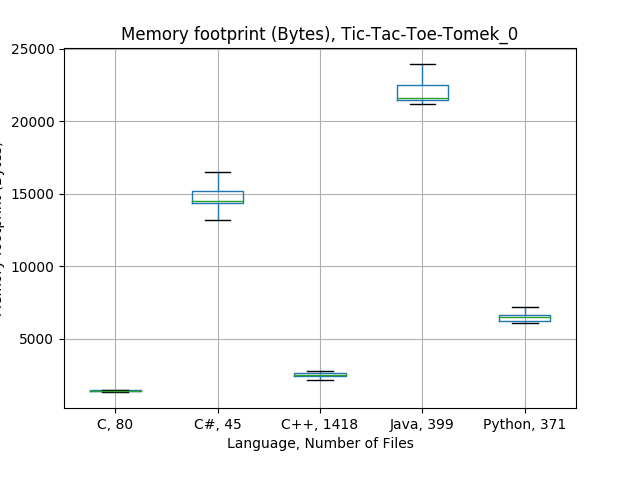 Memory footprint (Bytes), Tic-Tac-Toe-Tomek_0
25000
20000
15000
10000
5000
C, 80
C#, 45
C++, 1418
Java, 399
Python, 371
Language, Number of Files